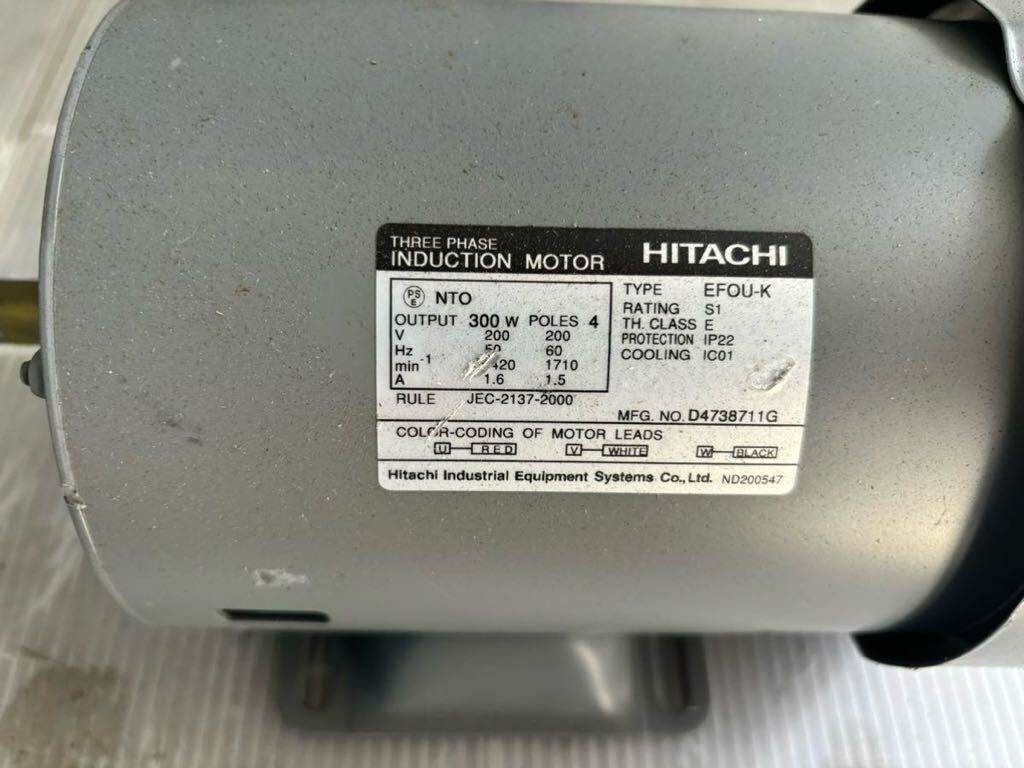 THREE PHASE
INDUCTION MOTOR HITACHI
PS E NTO
OUTPUT 300 W POLES 4
V 200 200
Hz 60
min-1 1710
A 1.6 1.5
RULE JEC-2137-2000
TYPE EFOU-K
RATING S1
TH. CLASS E
PROTECTION IP22
COOLING IC01
MFG. NO. D4738711G
COLOR-CODING OF MOTOR LEADS
U RED V WHITE W BLACK
Hitachi Industrial Equipment Systems Co., Ltd. ND200547